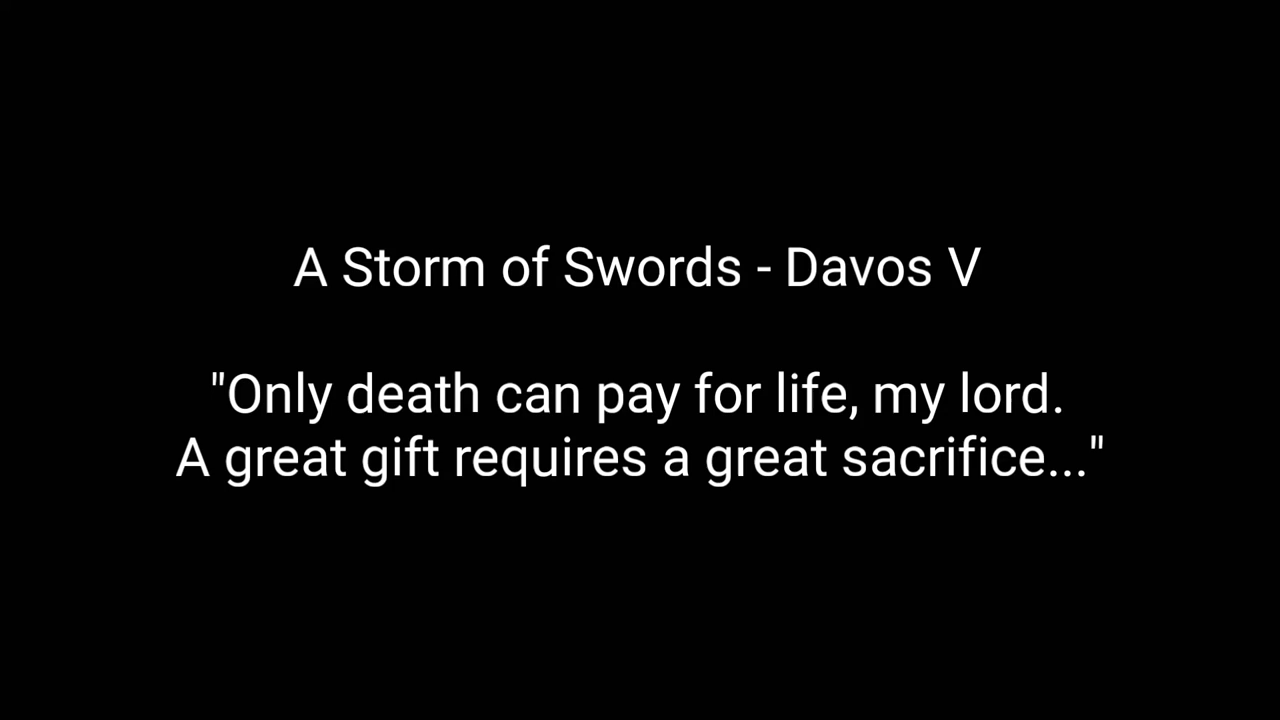 A Storm of Swords - Davos V
"Only death can pay for life, my lord.
A great gift requires a great sacrifice..."